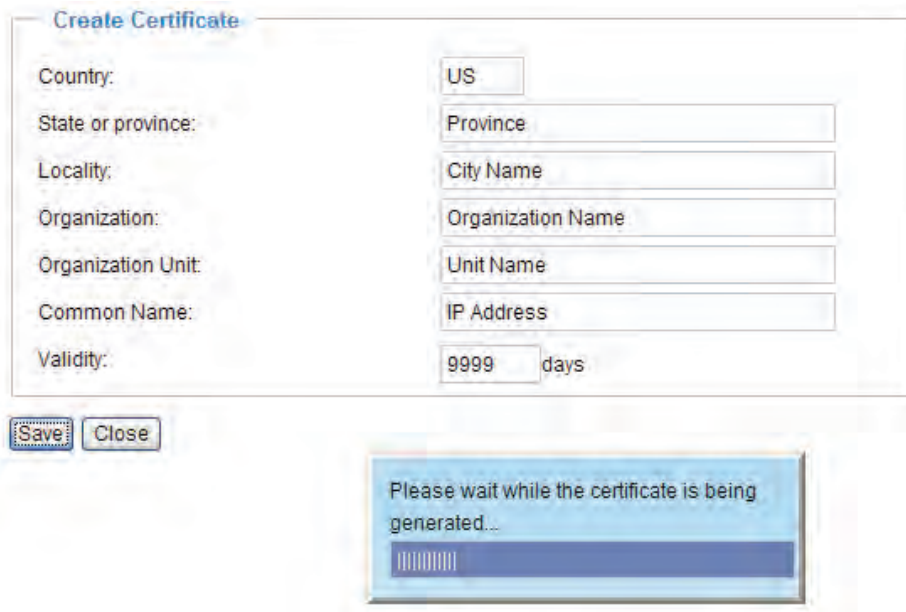 Create Certificate
Country: US
State or province: Province
Locality: City Name
Organization: Organization Name
Organization Unit: Unit Name
Common Name: IP Address
Validity: 9999 days
Save Close
Please wait while the certificate is being
generated...